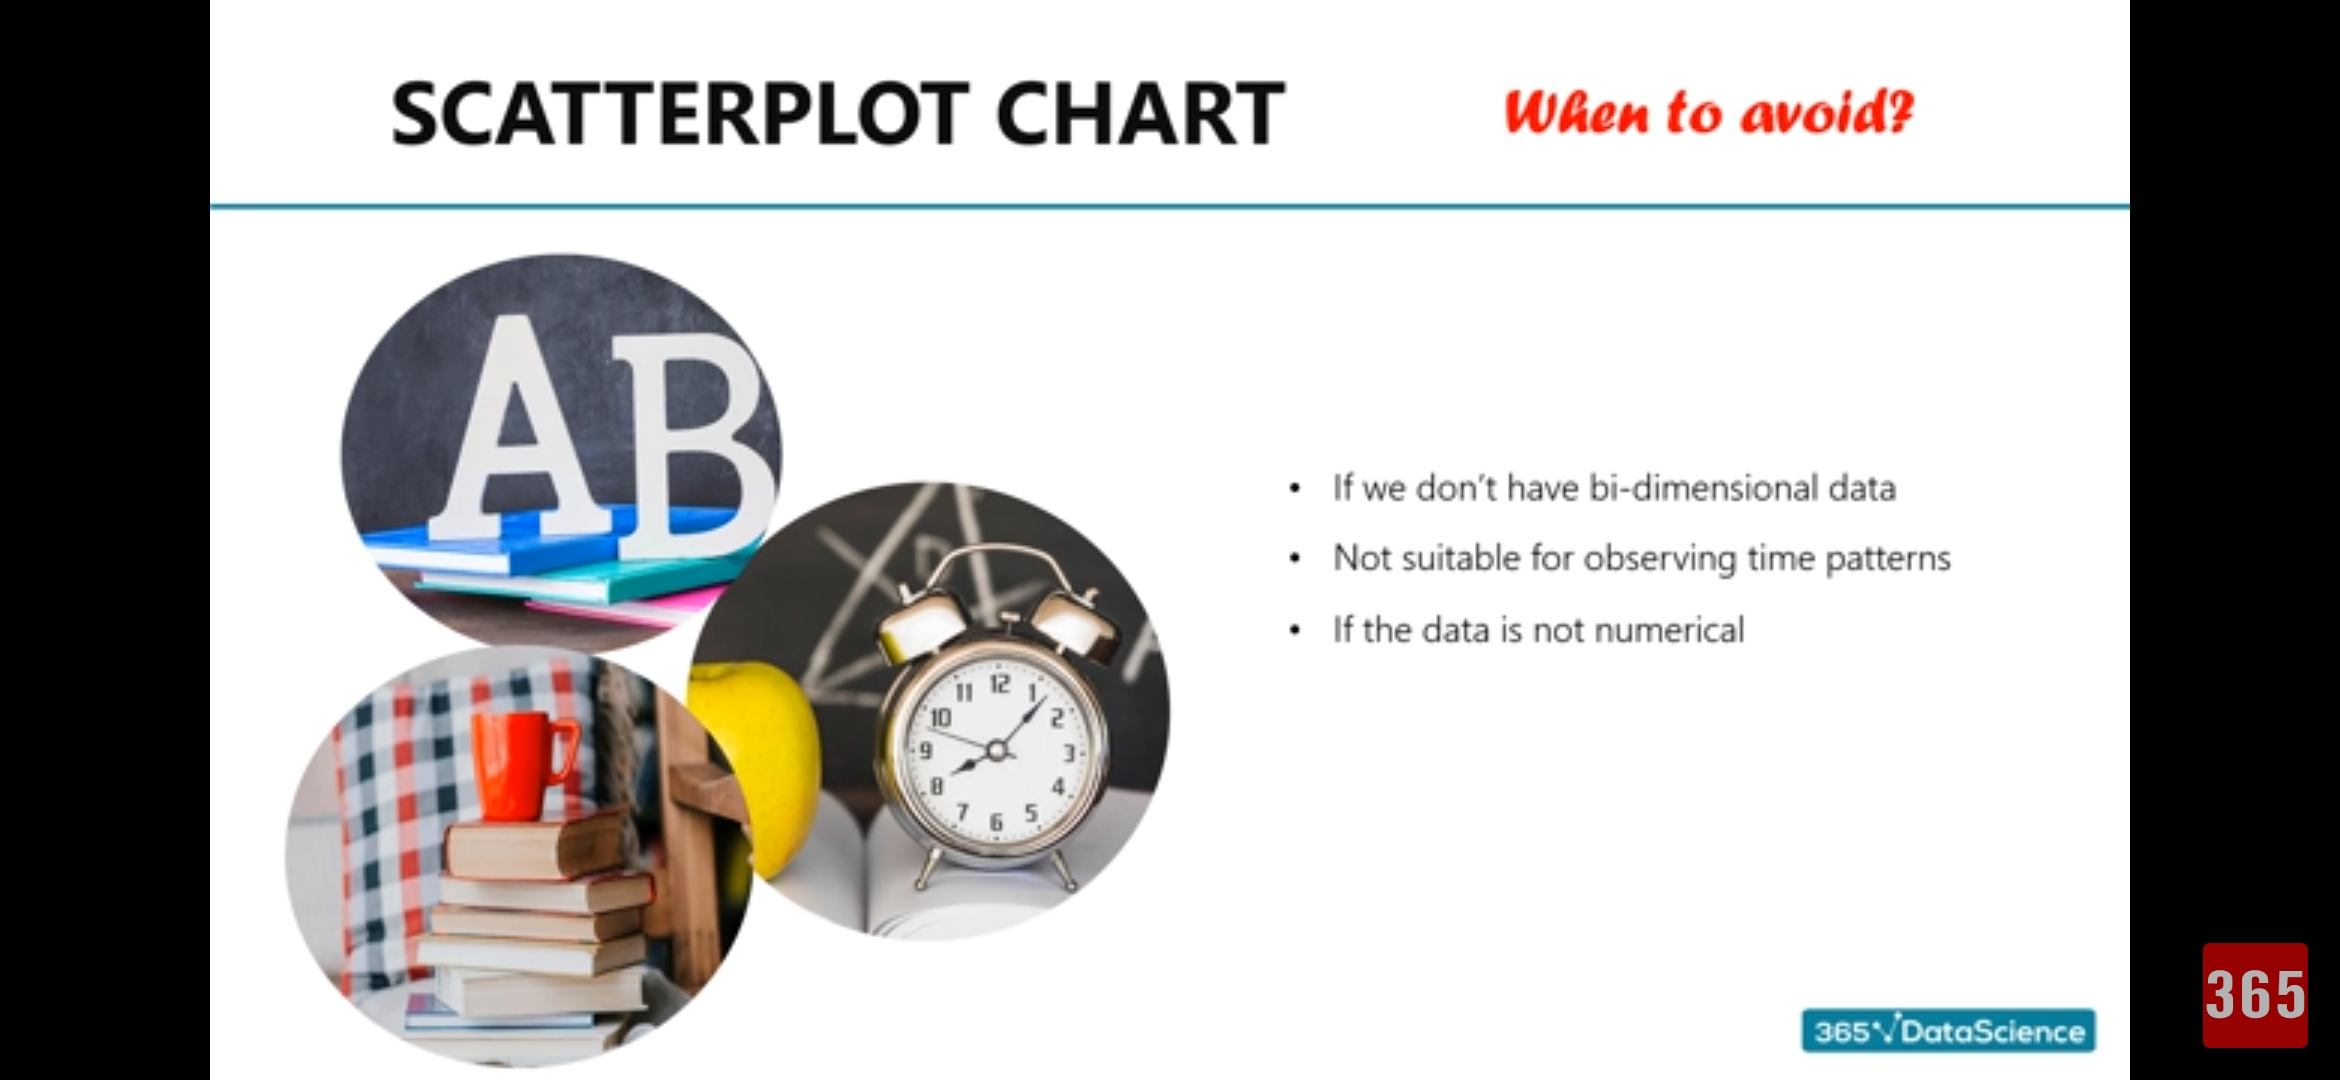 SCATTERPLOT CHART
When to avoid?
AB
• If we don't have bi-dimensional data
• Not suitable for observing time patterns
• If the data is not numerical
12
1
2
3
4
5
6
7
8
9
10
11
365 DataScience
365